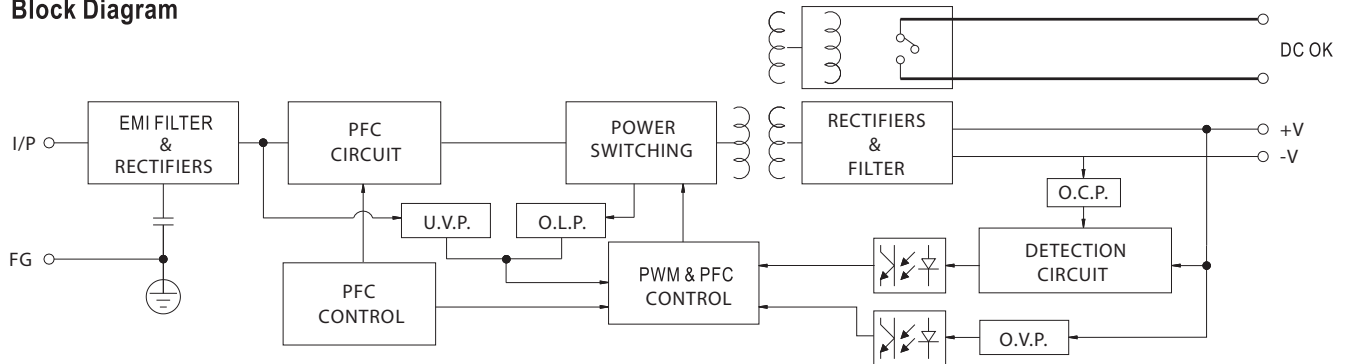 Block Diagram
DC OK
I/P
EMI FILTER
&
RECTIFIERS
PFC
CIRCUIT
POWER
SWITCHING
RECTIFIERS
&
FILTER
+V
-V
O.C.P.
U.V.P.
O.L.P.
DETECTION
CIRCUIT
FG
PFC
CONTROL
PWM & PFC
CONTROL
O.V.P.